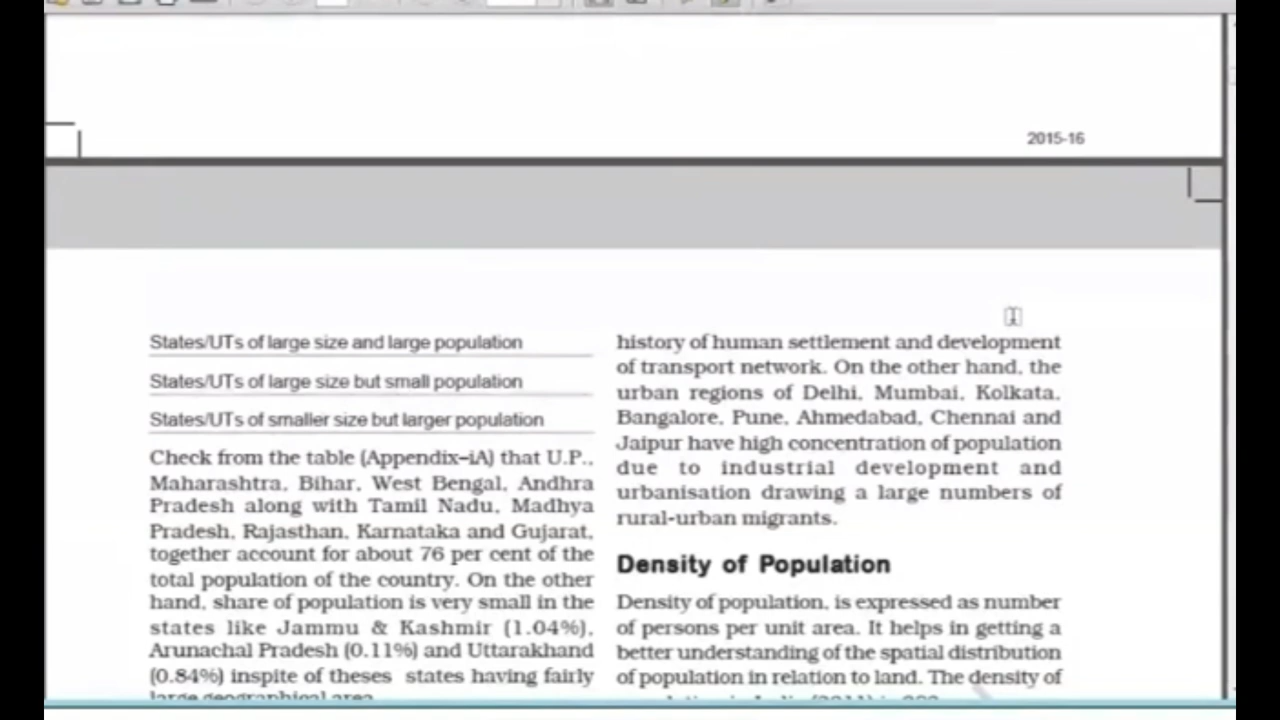 2015-16
States/UTs of large size and large population
States/UTs of large size but small population
States/UTs of smaller size but larger population
Check from the table (Appendix–iA) that U.P.,
Maharashtra, Bihar, West Bengal, Andhra
Pradesh along with Tamil Nadu, Madhya
Pradesh, Rajasthan, Karnataka and Gujarat,
together account for about 76 per cent of the
total population of the country. On the other
hand, share of population is very small in the
states like Jammu & Kashmir (1.04%),
Arunachal Pradesh (0.11%) and Uttarakhand
(0.84%) inspite of theses states having fairly
large geographical area.
history of human settlement and development
of transport network. On the other hand, the
urban regions of Delhi, Mumbai, Kolkata,
Bangalore, Pune, Ahmedabad, Chennai and
Jaipur have high concentration of population
due to industrial development and
urbanisation drawing a large numbers of
rural-urban migrants.
Density of Population
Density of population, is expressed as number
of persons per unit area. It helps in getting a
better understanding of the spatial distribution
of population in relation to land. The density of